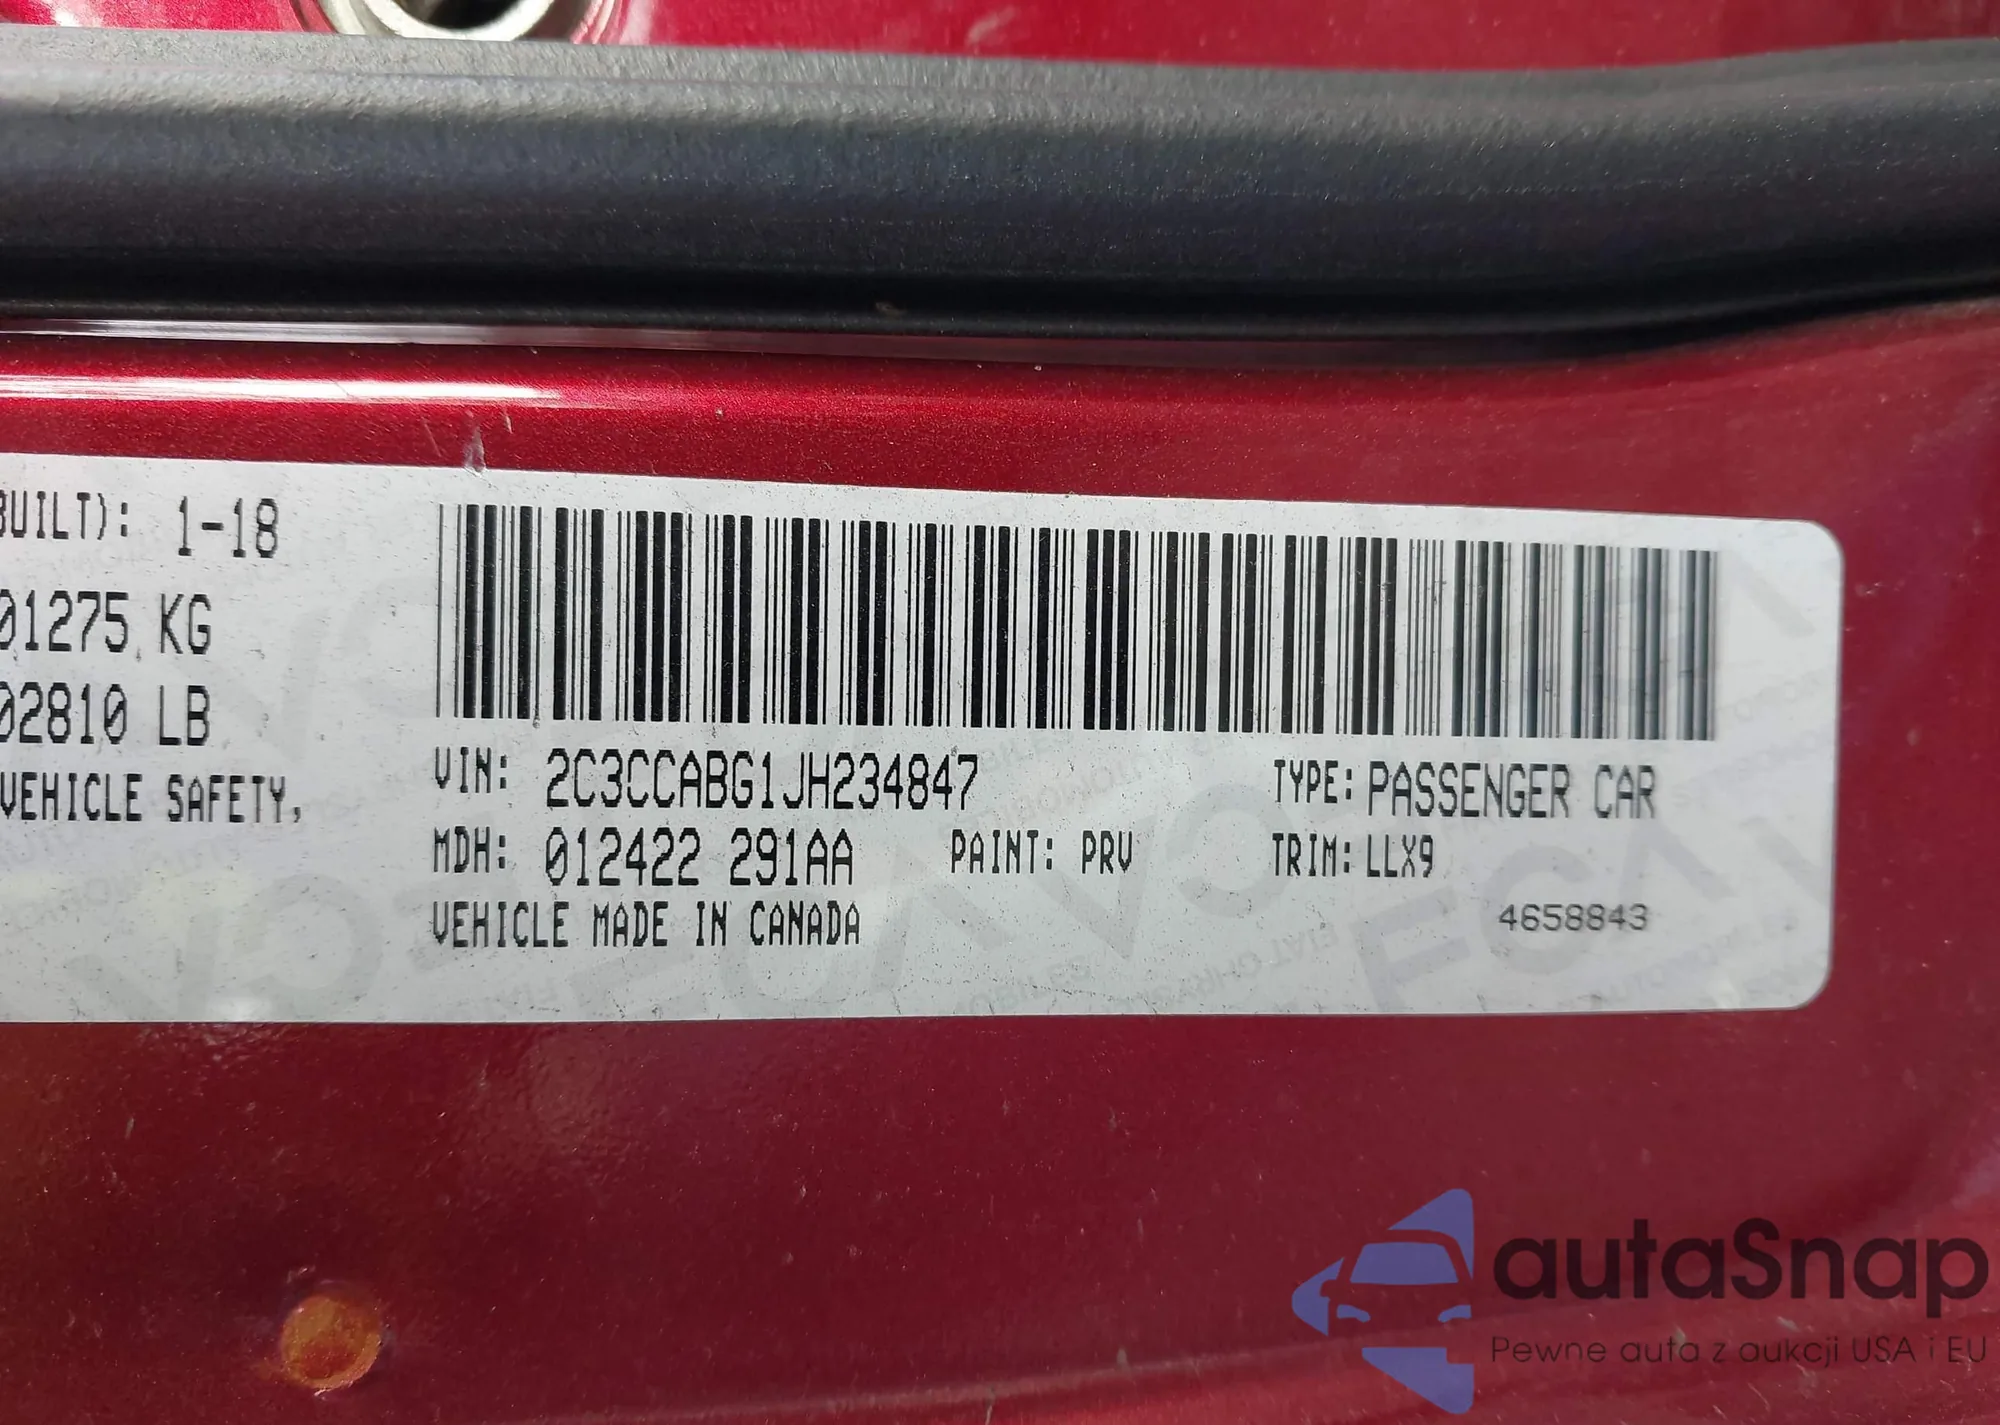 BUILT): 1-18
01275 KG
02810 LB
VEHICLE SAFETY,
VIN: 2C3CCABG1JH234847
TYPE: PASSENGER CAR
MDH: 012422 291AA
PAINT: PRV
TRIM: LLX9
VEHICLE MADE IN CANADA
4658843
autaSnap
Pewne auta z aukcji USA i EU